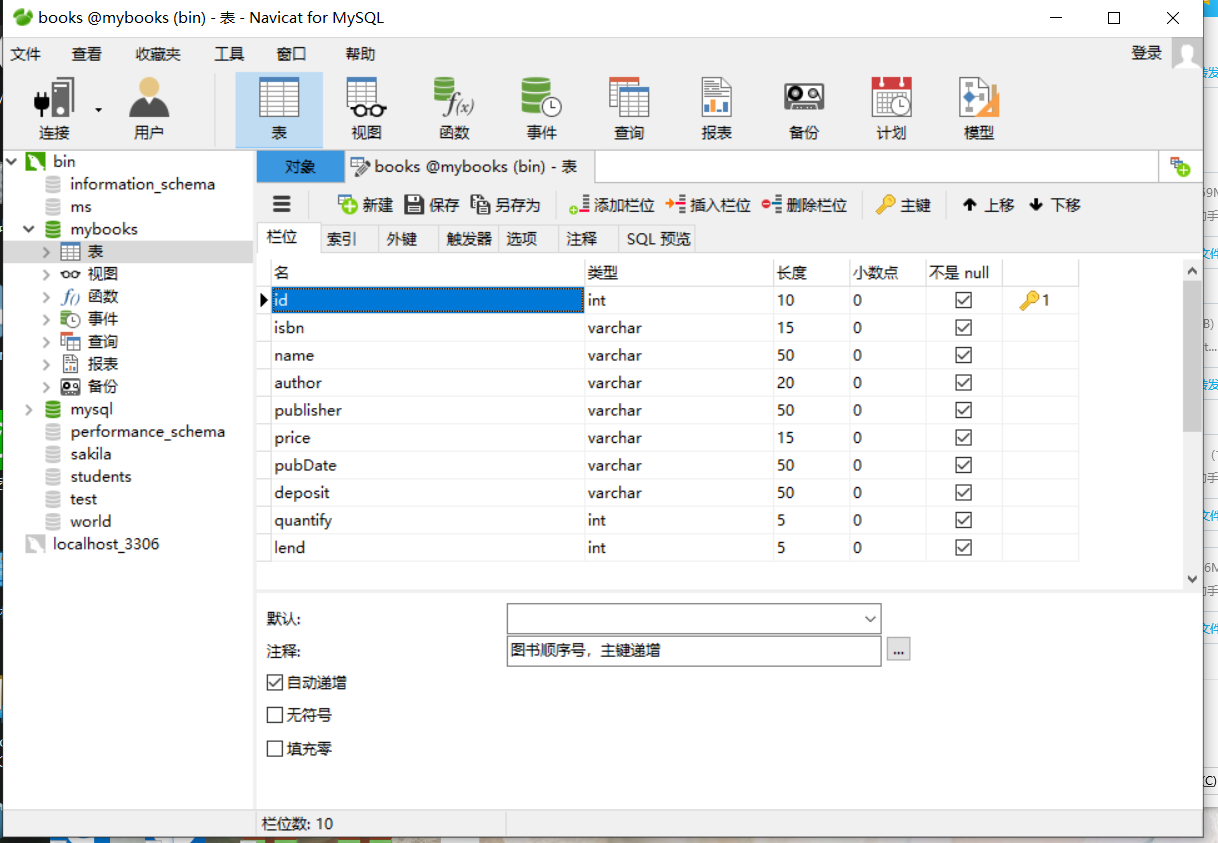 books @mybooks (bin) - 表 - Navicat for MySQL
文件 查看 收藏夹 工具 窗口 帮助 登录
连接 用户 表 视图 函数 事件 查询 报表 备份 计划 模型
bin
information_schema
ms
mybooks
表
视图
函数
事件
查询
报表
备份
mysql
performance_schema
sakila
students
test
world
localhost_3306
对象 books @mybooks (bin) - 表
新建 保存 另存为 添加栏位 插入栏位 删除栏位 主键 上移 下移
栏位 索引 外键 触发器 选项 注释 SQL 预览
名 类型 长度 小数点 不是 null
id int 10 0 1
isbn varchar 15 0
name varchar 50 0
author varchar 20 0
publisher varchar 50 0
price varchar 15 0
pubDate varchar 50 0
deposit varchar 50 0
quantify int 5 0
lend int 5 0
默认:
注释: 图书顺序号，主键递增 ...
自动递增
无符号
填充零
栏位数: 10